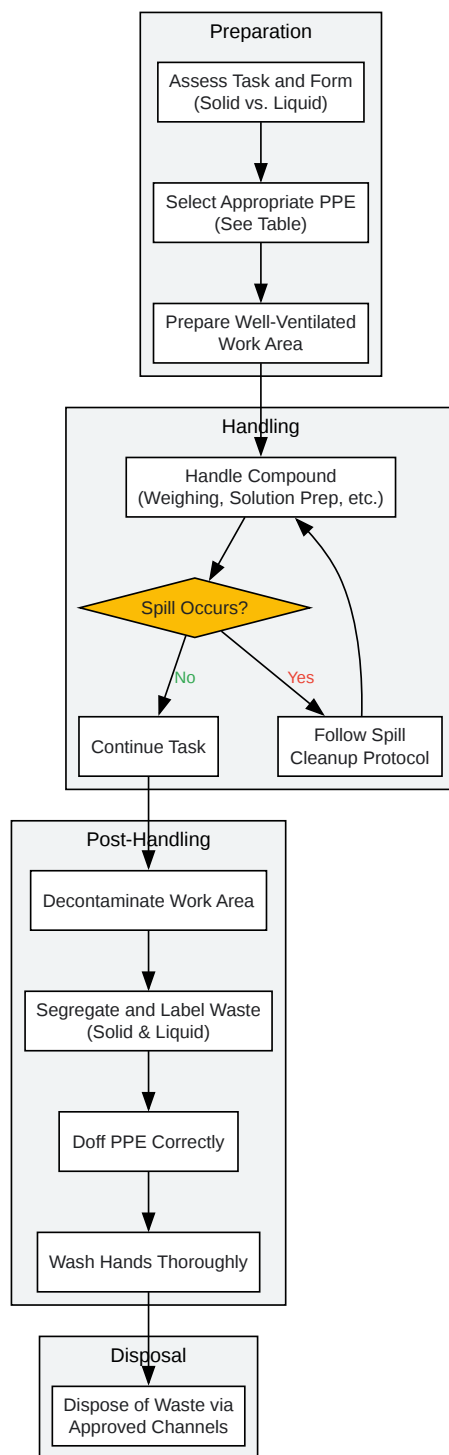 Preparation
Assess Task and Form
(Solid vs. Liquid)
Select Appropriate PPE
(See Table)
Prepare Well-Ventilated
Work Area
Handling
Handle Compound
(Weighing, Solution Prep, etc.)
Spill Occurs?
No
Yes
Continue Task
Follow Spill
Cleanup Protocol
Post-Handling
Decontaminate Work Area
Segregate and Label Waste
(Solid & Liquid)
Doff PPE Correctly
Wash Hands Thoroughly
Disposal
Dispose of Waste via
Approved Channels